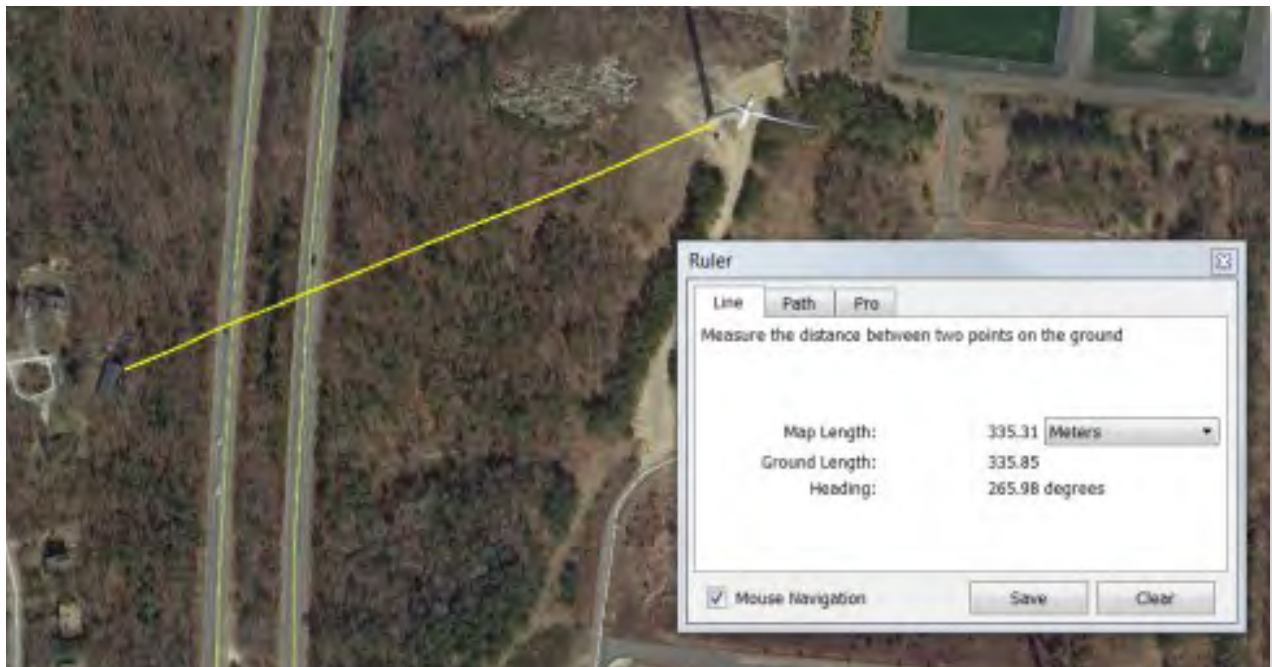 Ruler
Line Path Pro
Measure the distance between two points on the ground
Map Length: 335.31 Meters
Ground Length: 335.85
Heading: 265.98 degrees
Mouse Navigation Save Clear